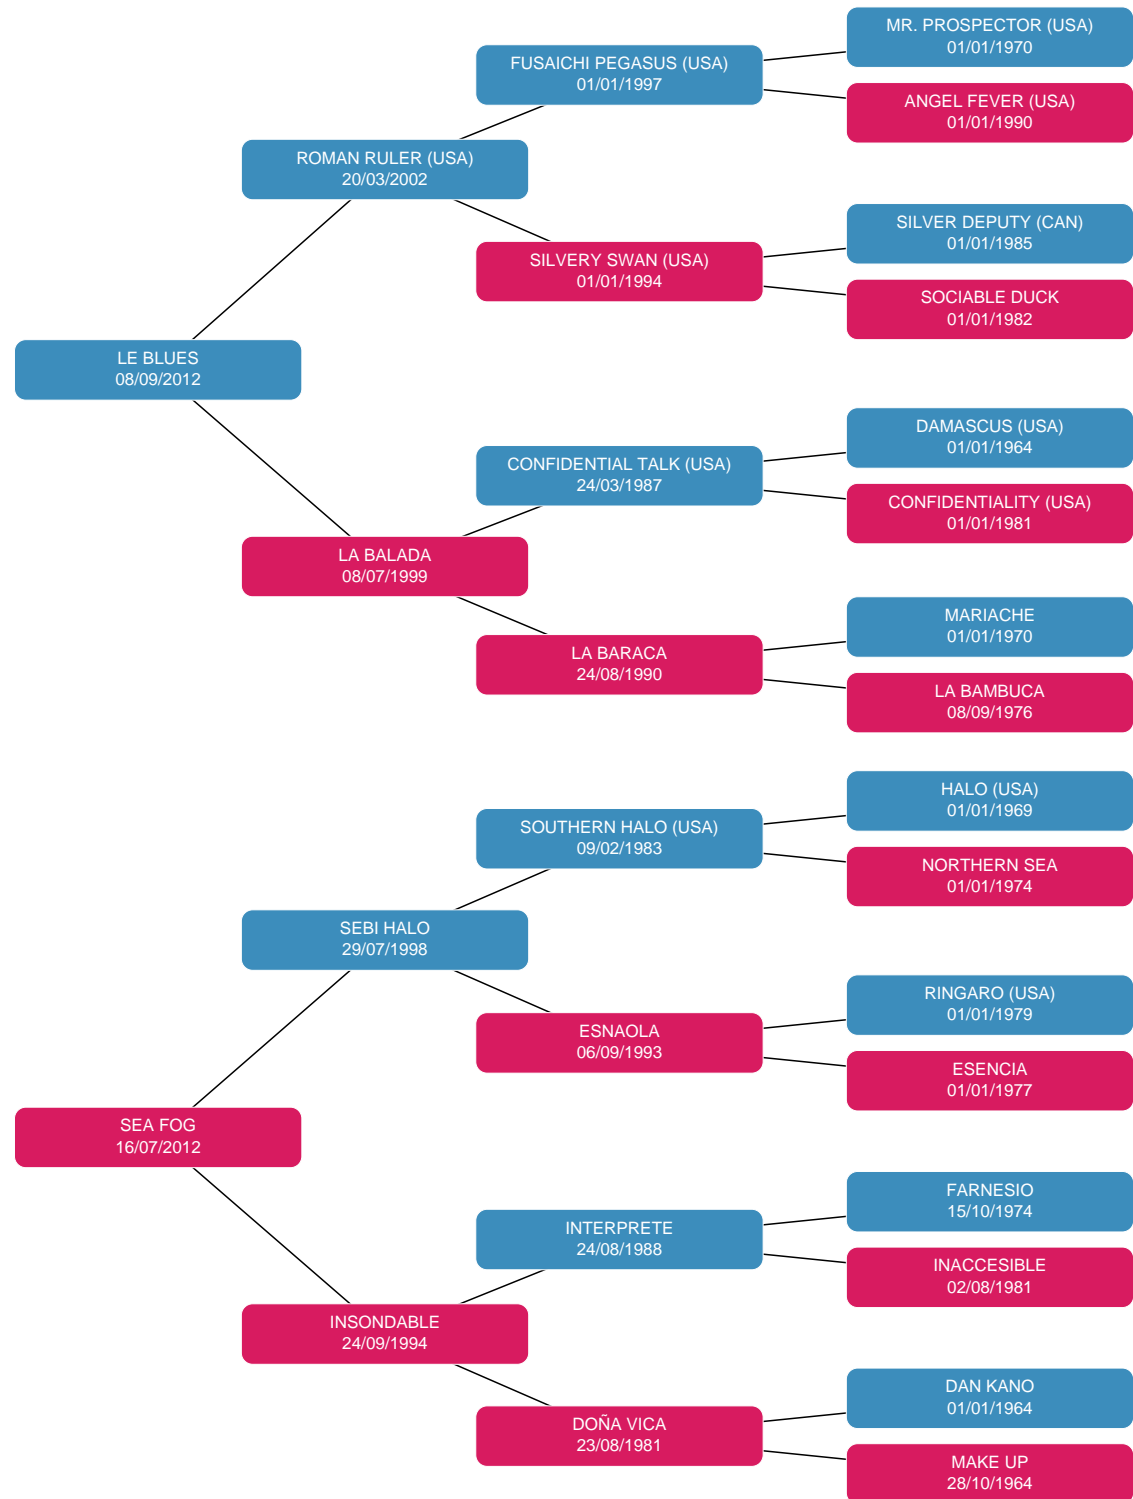 MR. PROSPECTOR (USA)
01/01/1970
FUSAICHI PEGASUS (USA)
01/01/1997
ANGEL FEVER (USA)
01/01/1990
ROMAN RULER (USA)
20/03/2002
SILVER DEPUTY (CAN)
01/01/1985
SILVERY SWAN (USA)
01/01/1994
SOCIABLE DUCK
01/01/1982
LE BLUES
08/09/2012
DAMASCUS (USA)
01/01/1964
CONFIDENTIAL TALK (USA)
24/03/1987
CONFIDENTIALITY (USA)
01/01/1981
LA BALADA
08/07/1999
MARIACHE
01/01/1970
LA BARACA
24/08/1990
LA BAMBUCA
08/09/1976
HALO (USA)
01/01/1969
SOUTHERN HALO (USA)
09/02/1983
NORTHERN SEA
01/01/1974
SEBI HALO
29/07/1998
RINGARO (USA)
01/01/1979
ESNAOLA
06/09/1993
ESENCIA
01/01/1977
SEA FOG
16/07/2012
FARNESIO
15/10/1974
INTERPRETE
24/08/1988
INACCESIBLE
02/08/1981
INSONDABLE
24/09/1994
DAN KANO
01/01/1964
DOÑA VICA
23/08/1981
MAKE UP
28/10/1964